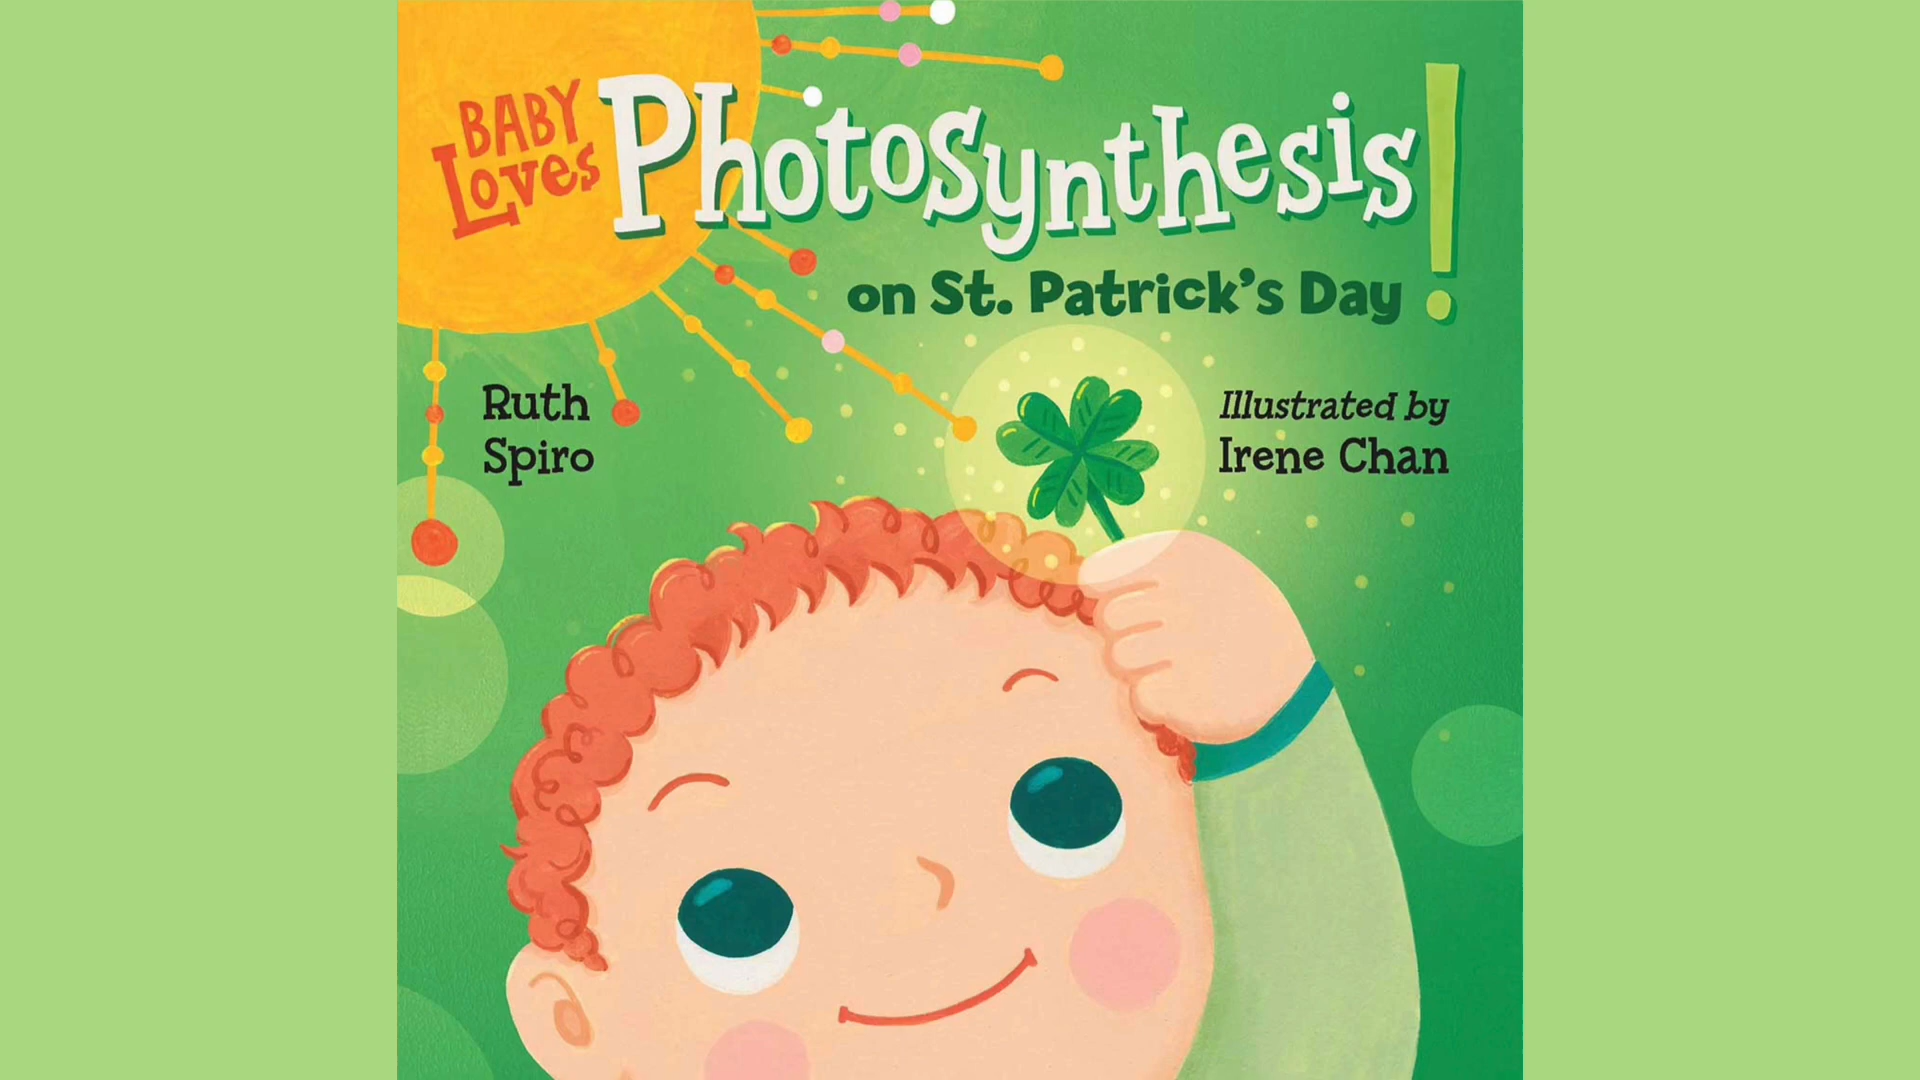 BABY
Loves
Photosynthesis!
on St. Patrick's Day
Ruth
Spiro
Illustrated by
Irene Chan